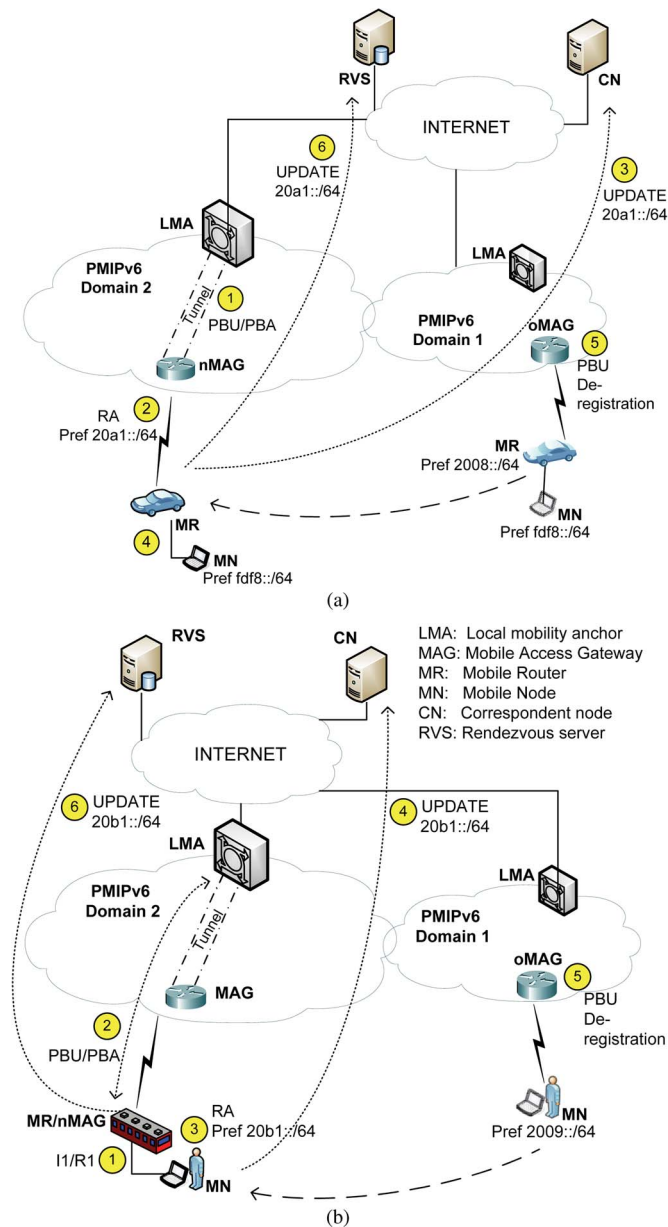 RVS
CN
INTERNET
6
UPDATE
20a1::/64
3
UPDATE
20a1::/64
LMA
LMA
PMIPv6
Domain 2
1
Tunnel
PBU/PBA
PMIPv6
Domain 1
oMAG
5
PBU
De-
registration
nMAG
2
RA
Pref 20a1::/64
MR
Pref 2008::/64
MN
Pref fdf8::/64
4
MR
MN
Pref fdf8::/64
(a)
RVS
CN
LMA: Local mobility anchor
MAG: Mobile Access Gateway
MR: Mobile Router
MN: Mobile Node
CN: Correspondent node
RVS: Rendezvous server
INTERNET
6
UPDATE
20b1::/64
4
UPDATE
20b1::/64
LMA
LMA
PMIPv6
Domain 2
Tunnel
PMIPv6
Domain 1
oMAG
5
PBU
De-
registration
MAG
2
PBU/PBA
RA
3
Pref 20b1::/64
MR/nMAG
I1/R1
1
MN
MN
Pref 2009::/64
(b)